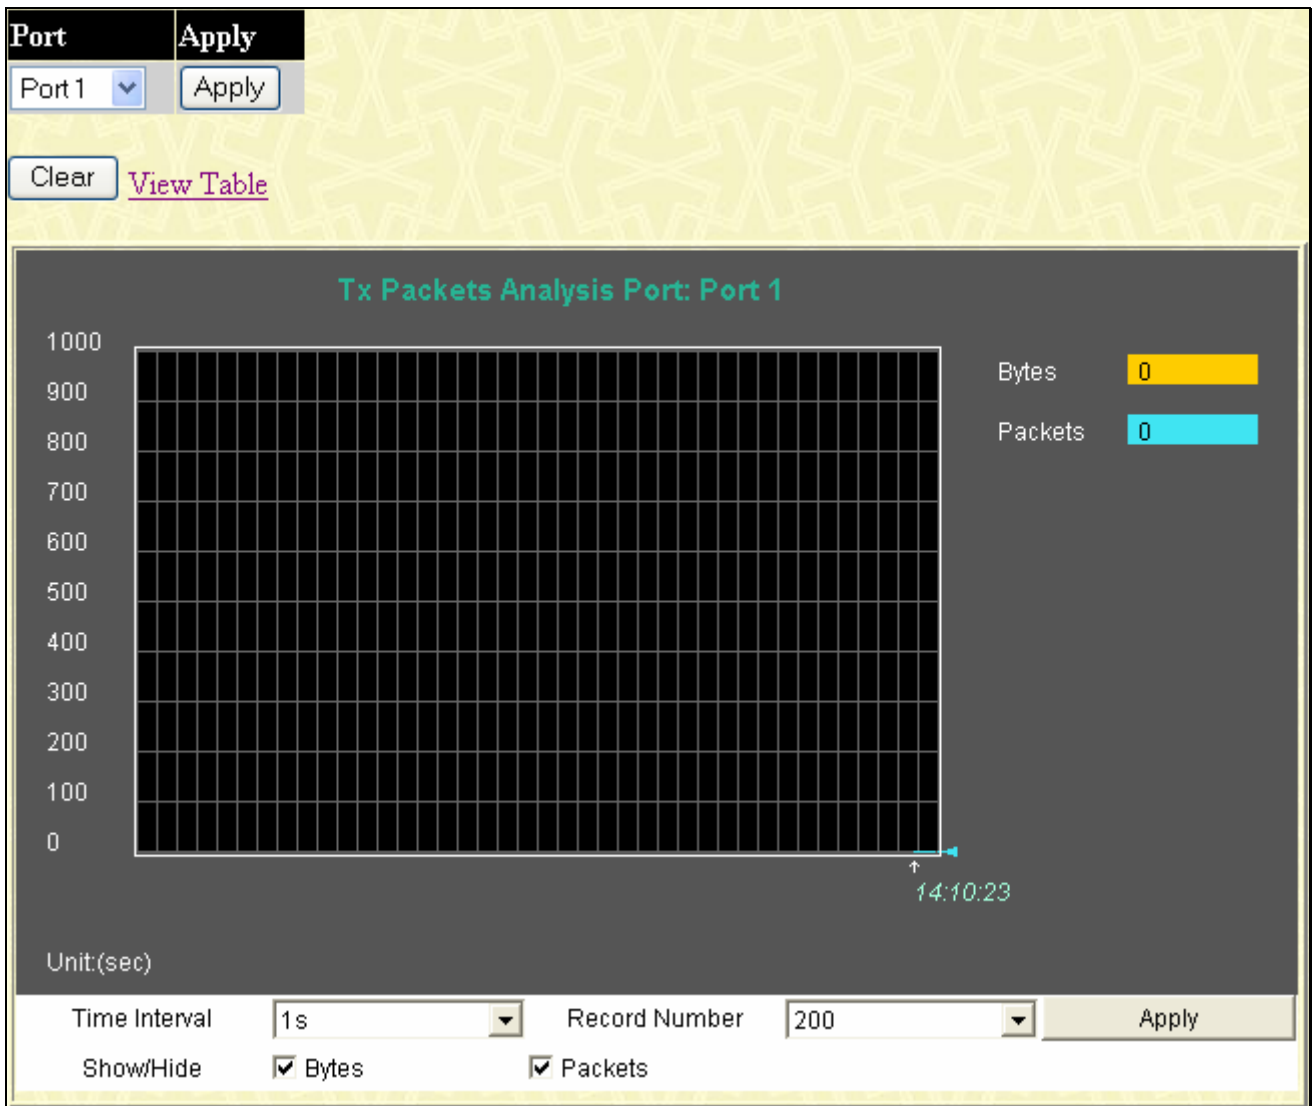 Port Apply
Port 1 Apply
Clear View Table
Tx Packets Analysis Port: Port 1
1000
900
800
700
600
500
400
300
200
100
0
Bytes 0
Packets 0
14:10:23
Unit:(sec)
Time Interval 1s Record Number 200 Apply
Show/Hide Bytes Packets